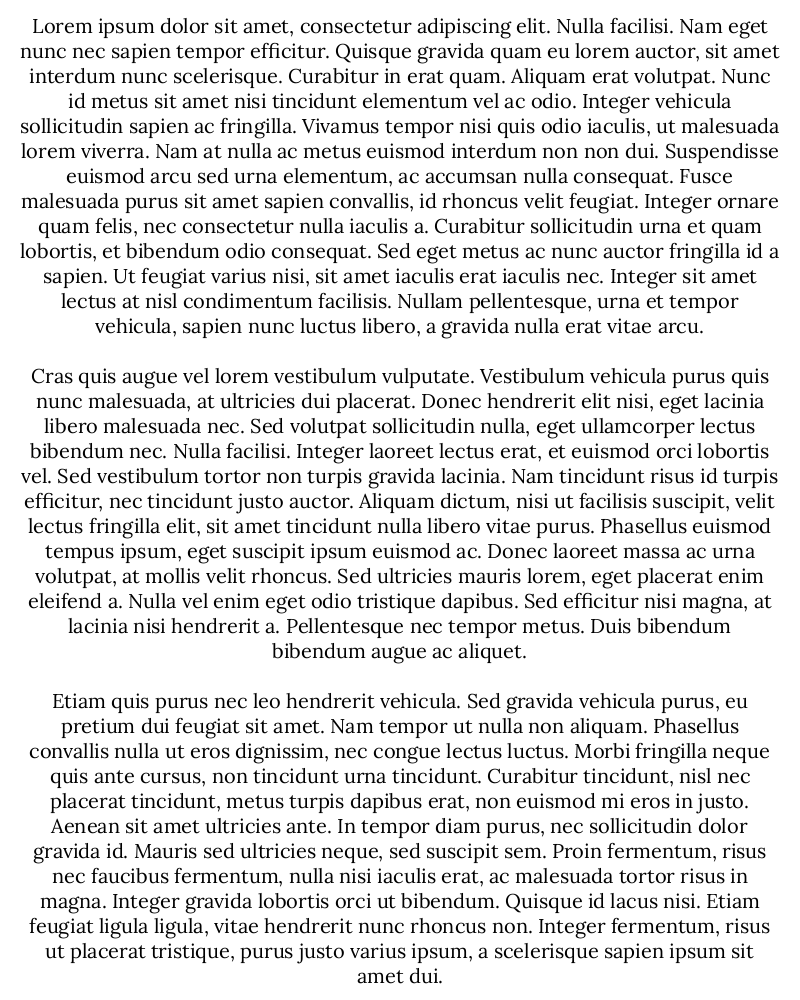 Lorem ipsum dolor sit amet, consectetur adipiscing elit. Nulla facilisi. Nam eget
nunc nec sapien tempor efficitur. Quisque gravida quam eu lorem auctor, sit amet
interdum nunc scelerisque. Curabitur in erat quam. Aliquam erat volutpat. Nunc
id metus sit amet nisi tincidunt elementum vel ac odio. Integer vehicula
sollicitudin sapien ac fringilla. Vivamus tempor nisi quis odio iaculis, ut malesuada
lorem viverra. Nam at nulla ac metus euismod interdum non non dui. Suspendisse
euismod arcu sed urna elementum, ac accumsan nulla consequat. Fusce
malesuada purus sit amet sapien convallis, id rhoncus velit feugiat. Integer ornare
quam felis, nec consectetur nulla iaculis a. Curabitur sollicitudin urna et quam
lobortis, et bibendum odio consequat. Sed eget metus ac nunc auctor fringilla id a
sapien. Ut feugiat varius nisi, sit amet iaculis erat iaculis nec. Integer sit amet
lectus at nisl condimentum facilisis. Nullam pellentesque, urna et tempor
vehicula, sapien nunc luctus libero, a gravida nulla erat vitae arcu.

Cras quis augue vel lorem vestibulum vulputate. Vestibulum vehicula purus quis
nunc malesuada, at ultricies dui placerat. Donec hendrerit elit nisi, eget lacinia
libero malesuada nec. Sed volutpat sollicitudin nulla, eget ullamcorper lectus
bibendum nec. Nulla facilisi. Integer laoreet lectus erat, et euismod orci lobortis
vel. Sed vestibulum tortor non turpis gravida lacinia. Nam tincidunt risus id turpis
efficitur, nec tincidunt justo auctor. Aliquam dictum, nisi ut facilisis suscipit, velit
lectus fringilla elit, sit amet tincidunt nulla libero vitae purus. Phasellus euismod
tempus ipsum, eget suscipit ipsum euismod ac. Donec laoreet massa ac urna
volutpat, at mollis velit rhoncus. Sed ultricies mauris lorem, eget placerat enim
eleifend a. Nulla vel enim eget odio tristique dapibus. Sed efficitur nisi magna, at
lacinia nisi hendrerit a. Pellentesque nec tempor metus. Duis bibendum
bibendum augue ac aliquet.

Etiam quis purus nec leo hendrerit vehicula. Sed gravida vehicula purus, eu
pretium dui feugiat sit amet. Nam tempor ut nulla non aliquam. Phasellus
convallis nulla ut eros dignissim, nec congue lectus luctus. Morbi fringilla neque
quis ante cursus, non tincidunt urna tincidunt. Curabitur tincidunt, nisl nec
placerat tincidunt, metus turpis dapibus erat, non euismod mi eros in justo.
Aenean sit amet ultricies ante. In tempor diam purus, nec sollicitudin dolor
gravida id. Mauris sed ultricies neque, sed suscipit sem. Proin fermentum, risus
nec faucibus fermentum, nulla nisi iaculis erat, ac malesuada tortor risus in
magna. Integer gravida lobortis orci ut bibendum. Quisque id lacus nisi. Etiam
feugiat ligula ligula, vitae hendrerit nunc rhoncus non. Integer fermentum, risus
ut placerat tristique, purus justo varius ipsum, a scelerisque sapien ipsum sit
amet dui.